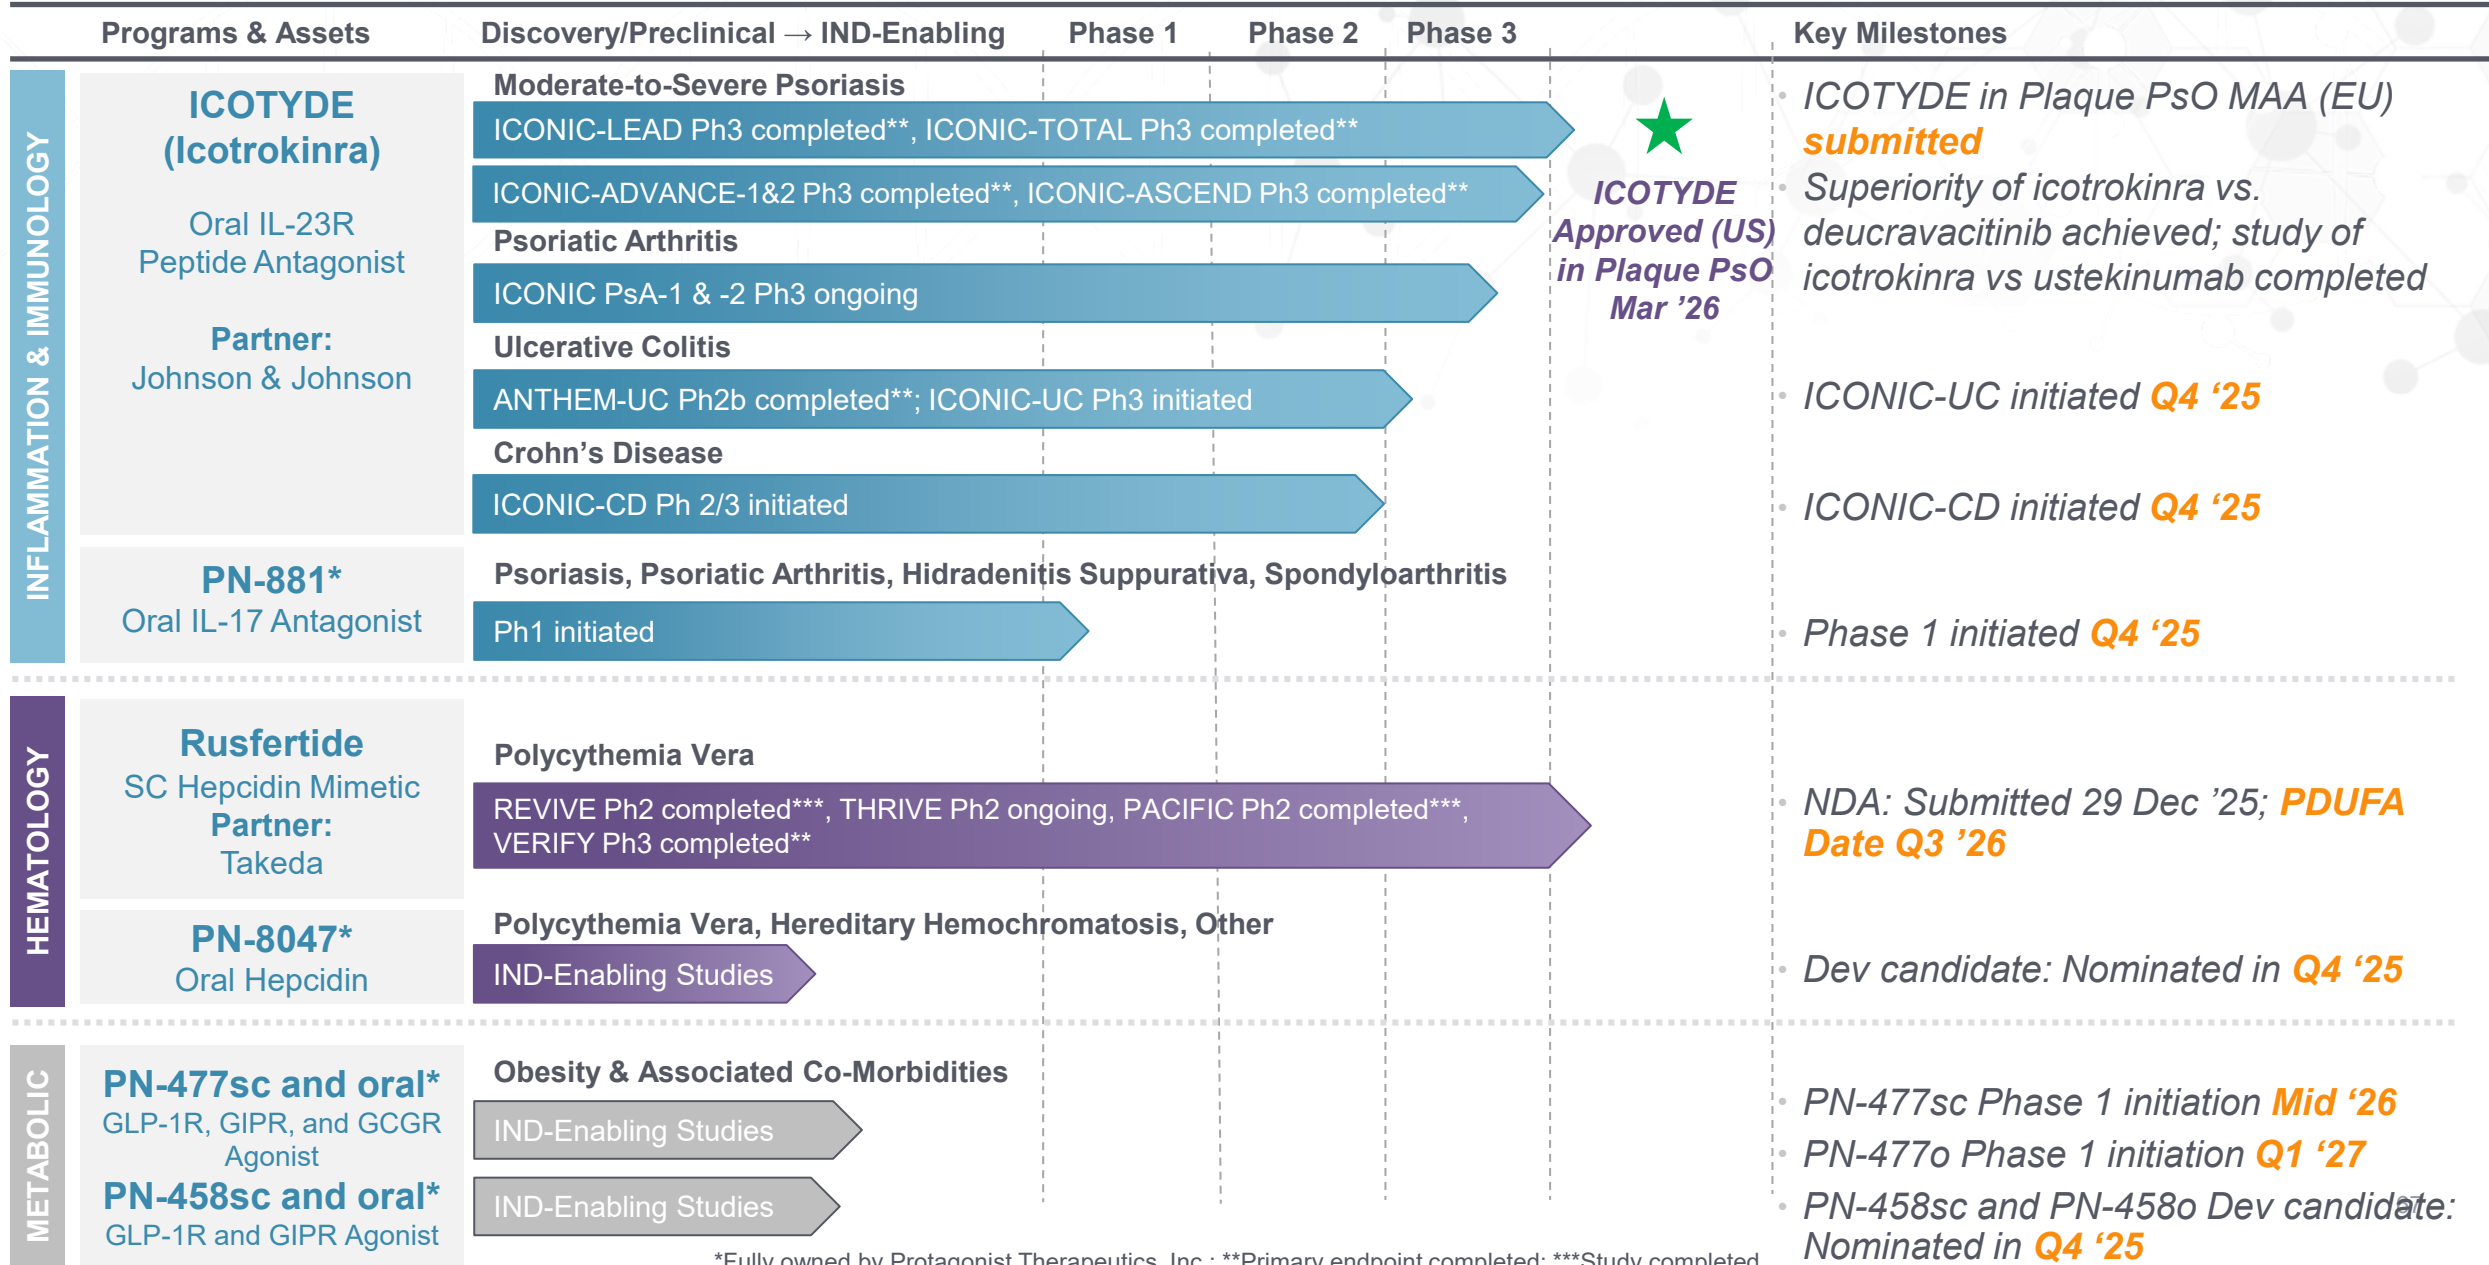 Programs & Assets
Discovery/Preclinical → IND-Enabling
Phase 1
Phase 2
Phase 3
Key Milestones
INFLAMMATION & IMMUNOLOGY
ICOTYDE
(Icotrokinra)
Oral IL-23R
Peptide Antagonist
Partner:
Johnson & Johnson
Moderate-to-Severe Psoriasis
ICONIC-LEAD Ph3 completed**, ICONIC-TOTAL Ph3 completed**
ICONIC-ADVANCE-1&2 Ph3 completed**, ICONIC-ASCEND Ph3 completed**
Psoriatic Arthritis
ICONIC PsA-1 & -2 Ph3 ongoing
Ulcerative Colitis
ANTHEM-UC Ph2b completed**; ICONIC-UC Ph3 initiated
Crohn’s Disease
ICONIC-CD Ph 2/3 initiated
ICOTYDE
Approved (US)
in Plaque PsO
Mar ’26
• ICOTYDE in Plaque PsO MAA (EU)
submitted
• Superiority of icotrokinra vs.
deucravacitinib achieved; study of
icotrokinra vs ustekinumab completed
• ICONIC-UC initiated Q4 ‘25
• ICONIC-CD initiated Q4 ‘25
PN-881*
Oral IL-17 Antagonist
Psoriasis, Psoriatic Arthritis, Hidradenitis Suppurativa, Spondyloarthritis
Ph1 initiated
• Phase 1 initiated Q4 ‘25
HEMATOLOGY
Rusfertide
SC Hepcidin Mimetic
Partner:
Takeda
Polycythemia Vera
REVIVE Ph2 completed***, THRIVE Ph2 ongoing, PACIFIC Ph2 completed***,
VERIFY Ph3 completed**
• NDA: Submitted 29 Dec ’25; PDUFA
Date Q3 ’26
PN-8047*
Oral Hepcidin
Polycythemia Vera, Hereditary Hemochromatosis, Other
IND-Enabling Studies
• Dev candidate: Nominated in Q4 ‘25
METABOLIC
PN-477sc and oral*
GLP-1R, GIPR, and GCGR
Agonist
PN-458sc and oral*
GLP-1R and GIPR Agonist
Obesity & Associated Co-Morbidities
IND-Enabling Studies
IND-Enabling Studies
• PN-477sc Phase 1 initiation Mid ‘26
• PN-477o Phase 1 initiation Q1 ‘27
• PN-458sc and PN-458o Dev candidate:
Nominated in Q4 ‘25
*Fully owned by Protagonist Therapeutics, Inc.; **Primary endpoint completed; ***Study completed